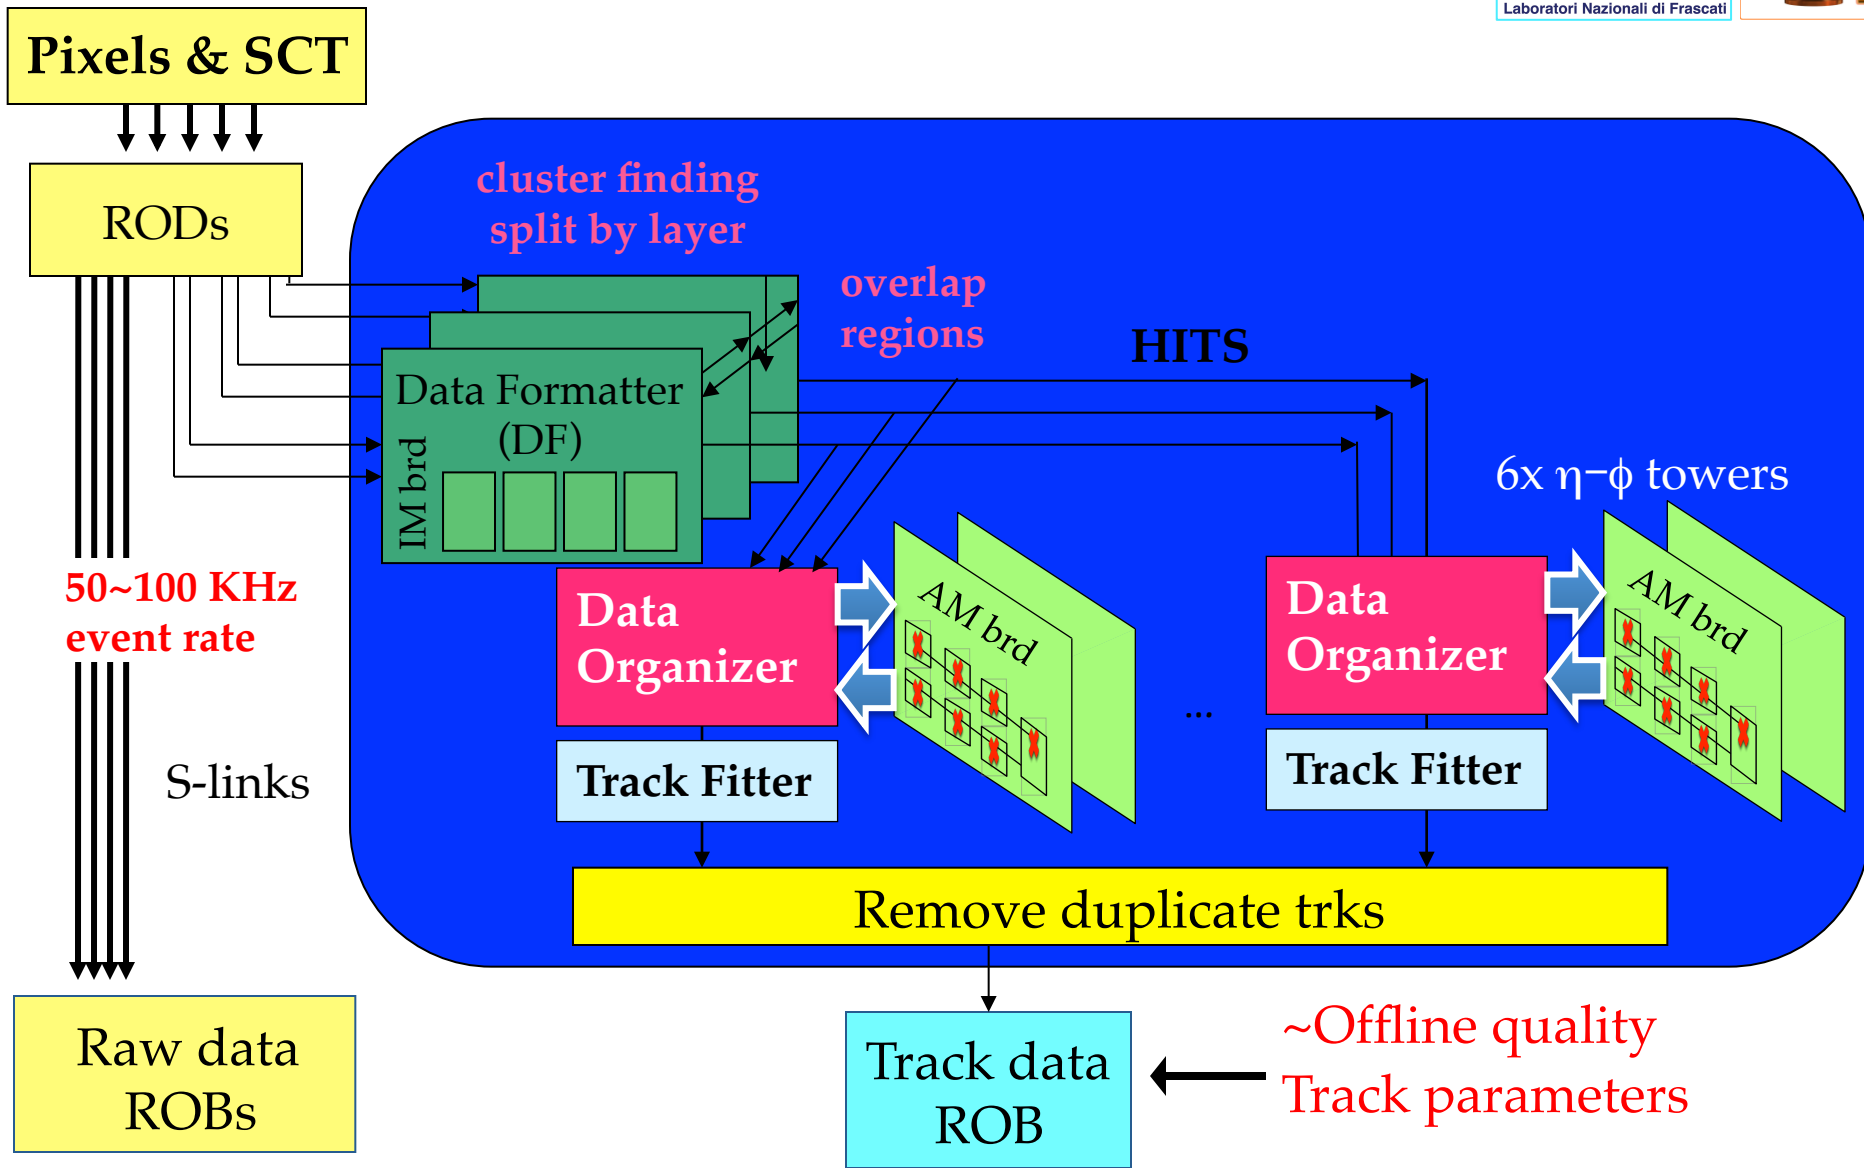 Laboratori Nazionali di Frascati
Pixels & SCT
RODs
cluster finding
split by layer
overlap
regions
HITS
Data Formatter
(DF)
IM brd
6x η−ϕ towers
50~100 KHz
event rate
S-links
Data
Organizer
AM brd
Track Fitter
...
Data
Organizer
AM brd
Track Fitter
Remove duplicate trks
Raw data
ROBs
Track data
ROB
~Offline quality
Track parameters